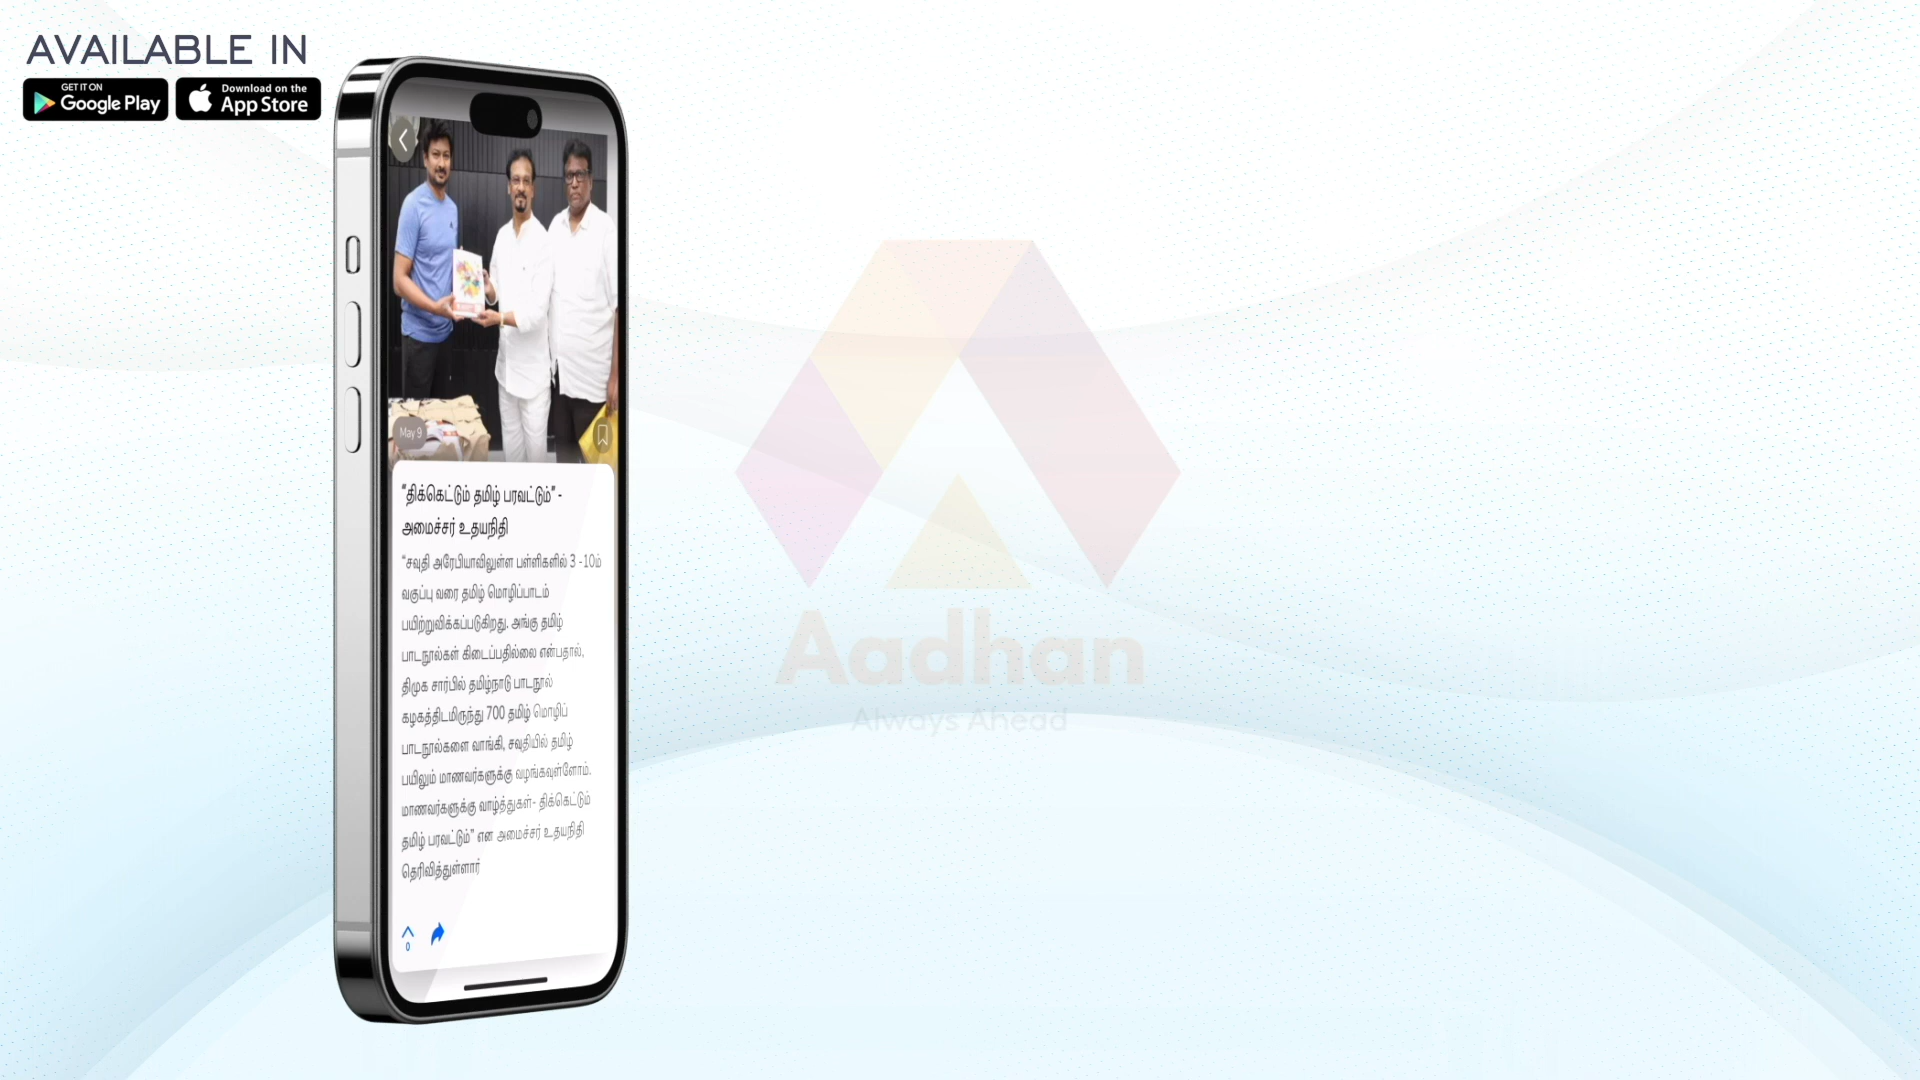 AVAILABLE IN
GET IT ON
Google Play
Download on the
App Store
May 9
"திக்கெட்டும் தமிழ் பரவட்டும்" -
அமைச்சர் உதயநிதி
"சவுதி அரேபியாவிலுள்ள பள்ளிகளில் 3 -10ம்
வகுப்பு வரை தமிழ் மொழிப்பாடம்
பயிற்றுவிக்கப்படுகிறது. அங்கு தமிழ்
பாடநூல்கள் கிடைப்பதில்லை என்பதால்,
திமுக சார்பில் தமிழ்நாடு பாடநூல்
கழகத்திடமிருந்து 700 தமிழ் மொழிப்
பாடநூல்களை வாங்கி, சவுதியில் தமிழ்
பயிலும் மாணவர்களுக்கு வழங்கவுள்ளோம்.
மாணவர்களுக்கு வாழ்த்துகள்- திக்கெட்டும்
தமிழ் பரவட்டும்" என அமைச்சர் உதயநிதி
தெரிவித்துள்ளார்
0
Aadhan
Always Ahead